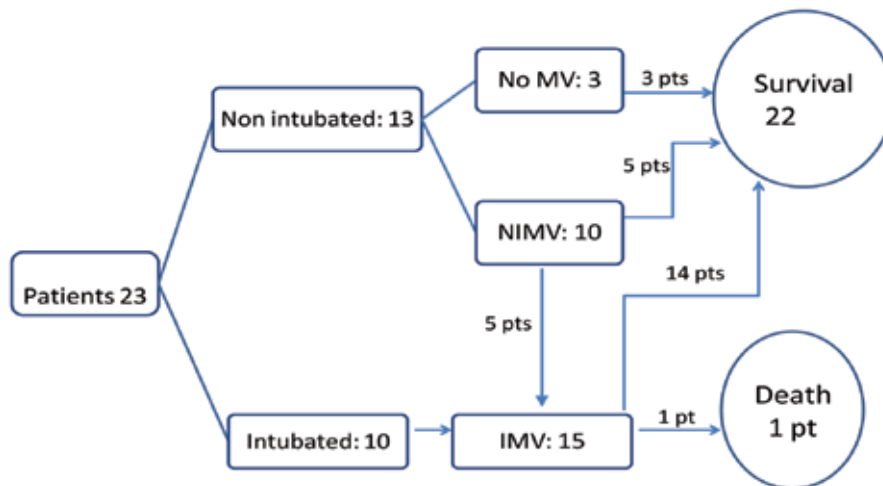 No MV: 3
3 pts
Survival
22
Non intubated: 13
5 pts
NIMV: 10
14 pts
Patients 23
5 pts
Death
1 pt
Intubated: 10
IMV: 15
1 pt